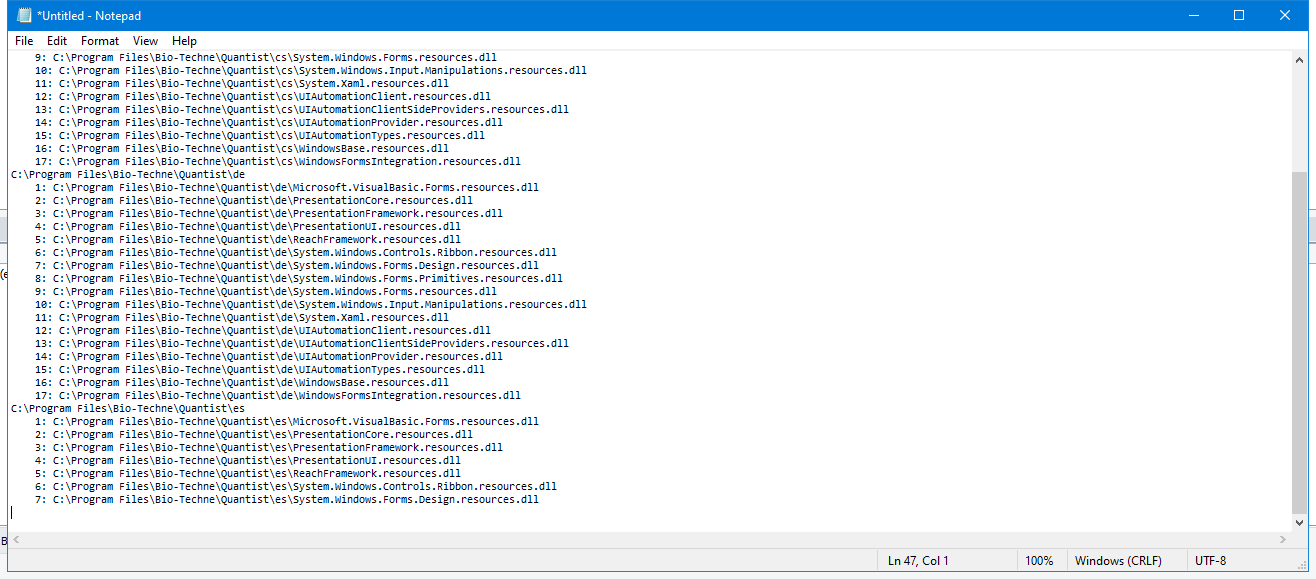 *Untitled - Notepad
File Edit Format View Help
9: C:\Program Files\Bio-Techne\Quantist\cs\System.Windows.Forms.resources.dll
10: C:\Program Files\Bio-Techne\Quantist\cs\System.Windows.Input.Manipulations.resources.dll
11: C:\Program Files\Bio-Techne\Quantist\cs\System.Xaml.resources.dll
12: C:\Program Files\Bio-Techne\Quantist\cs\UIAutomationClient.resources.dll
13: C:\Program Files\Bio-Techne\Quantist\cs\UIAutomationClientSideProviders.resources.dll
14: C:\Program Files\Bio-Techne\Quantist\cs\UIAutomationProvider.resources.dll
15: C:\Program Files\Bio-Techne\Quantist\cs\UIAutomationTypes.resources.dll
16: C:\Program Files\Bio-Techne\Quantist\cs\WindowsBase.resources.dll
17: C:\Program Files\Bio-Techne\Quantist\cs\WindowsFormsIntegration.resources.dll
C:\Program Files\Bio-Techne\Quantist\de
1: C:\Program Files\Bio-Techne\Quantist\de\Microsoft.VisualBasic.Forms.resources.dll
2: C:\Program Files\Bio-Techne\Quantist\de\PresentationCore.resources.dll
3: C:\Program Files\Bio-Techne\Quantist\de\PresentationFramework.resources.dll
4: C:\Program Files\Bio-Techne\Quantist\de\PresentationUI.resources.dll
5: C:\Program Files\Bio-Techne\Quantist\de\ReachFramework.resources.dll
6: C:\Program Files\Bio-Techne\Quantist\de\System.Windows.Controls.Ribbon.resources.dll
7: C:\Program Files\Bio-Techne\Quantist\de\System.Windows.Forms.Design.resources.dll
8: C:\Program Files\Bio-Techne\Quantist\de\System.Windows.Forms.Primitives.resources.dll
9: C:\Program Files\Bio-Techne\Quantist\de\System.Windows.Forms.resources.dll
10: C:\Program Files\Bio-Techne\Quantist\de\System.Windows.Input.Manipulations.resources.dll
11: C:\Program Files\Bio-Techne\Quantist\de\System.Xaml.resources.dll
12: C:\Program Files\Bio-Techne\Quantist\de\UIAutomationClient.resources.dll
13: C:\Program Files\Bio-Techne\Quantist\de\UIAutomationClientSideProviders.resources.dll
14: C:\Program Files\Bio-Techne\Quantist\de\UIAutomationProvider.resources.dll
15: C:\Program Files\Bio-Techne\Quantist\de\UIAutomationTypes.resources.dll
16: C:\Program Files\Bio-Techne\Quantist\de\WindowsBase.resources.dll
17: C:\Program Files\Bio-Techne\Quantist\de\WindowsFormsIntegration.resources.dll
C:\Program Files\Bio-Techne\Quantist\es
1: C:\Program Files\Bio-Techne\Quantist\es\Microsoft.VisualBasic.Forms.resources.dll
2: C:\Program Files\Bio-Techne\Quantist\es\PresentationCore.resources.dll
3: C:\Program Files\Bio-Techne\Quantist\es\PresentationFramework.resources.dll
4: C:\Program Files\Bio-Techne\Quantist\es\PresentationUI.resources.dll
5: C:\Program Files\Bio-Techne\Quantist\es\ReachFramework.resources.dll
6: C:\Program Files\Bio-Techne\Quantist\es\System.Windows.Controls.Ribbon.resources.dll
7: C:\Program Files\Bio-Techne\Quantist\es\System.Windows.Forms.Design.resources.dll
Ln 47, Col 1 100% Windows (CRLF) UTF-8